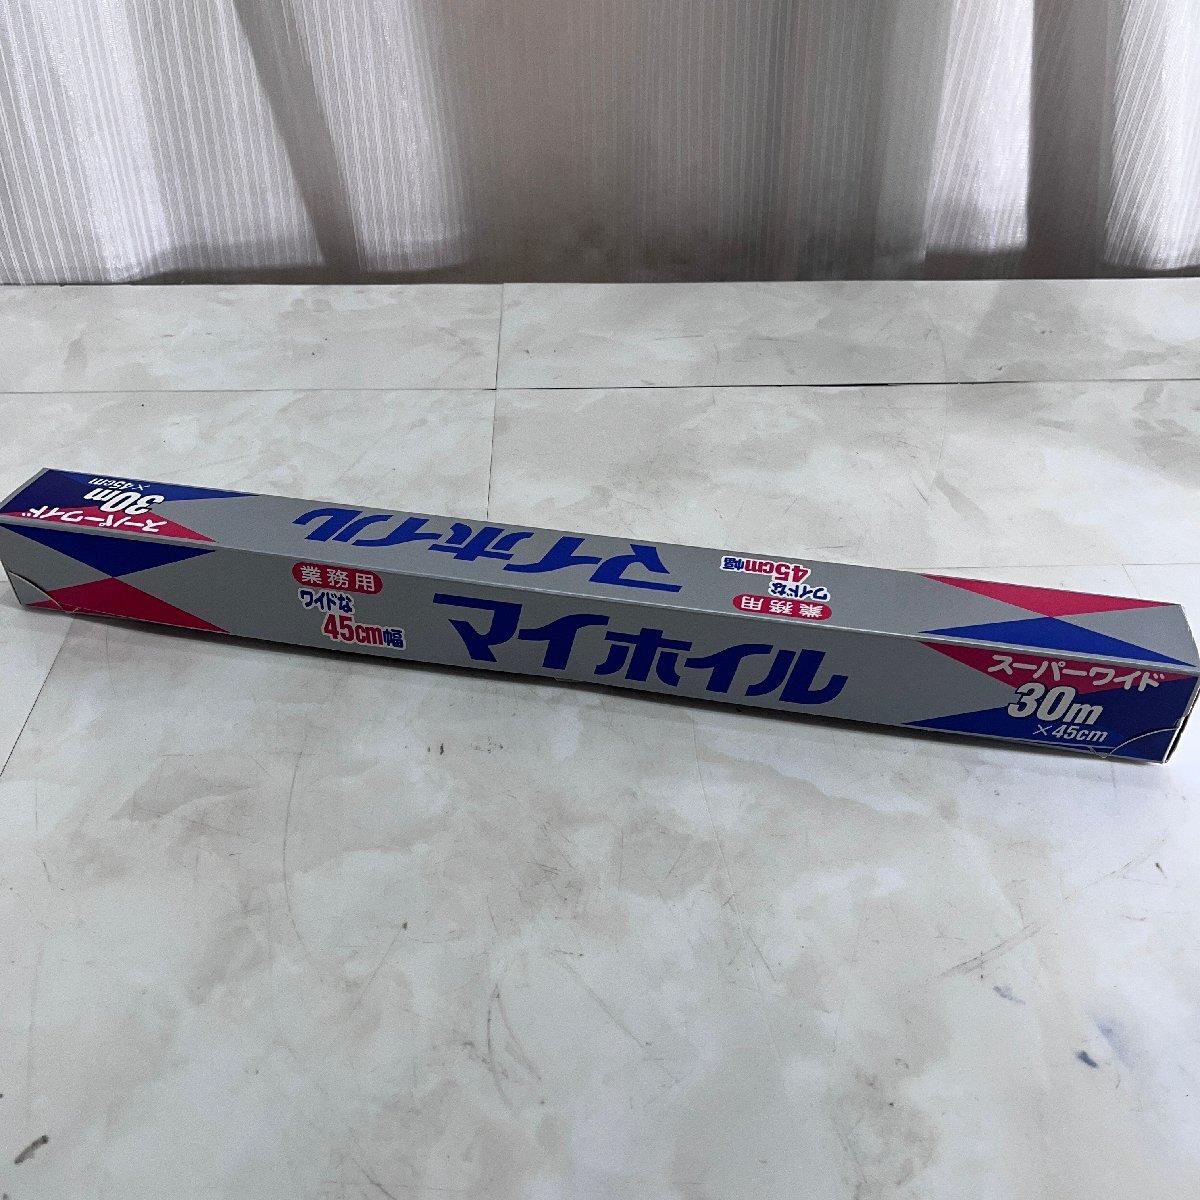 スーパーワイド
30m
×45cm
マイホイル
ワイドな
45cm幅
業務用
業務用
ワイドな
45cm幅
マイホイル
スーパーワイド
30m
×45cm